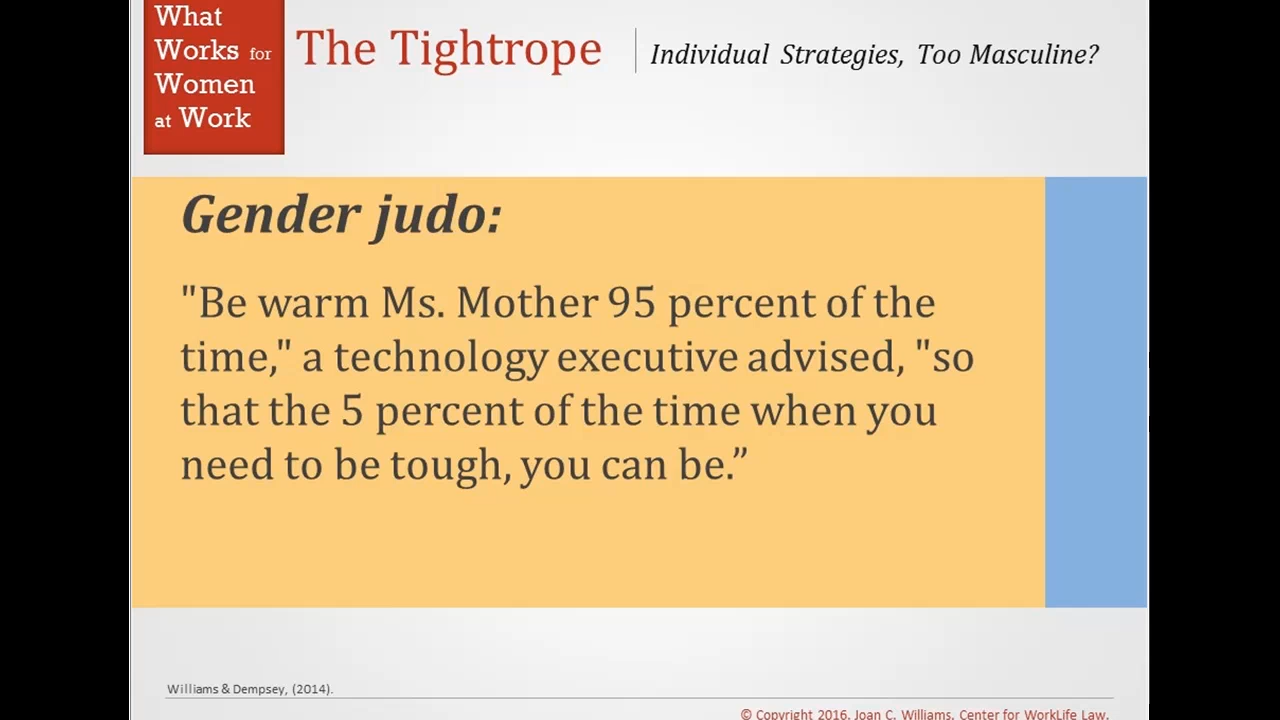 What
Works for
Women
at Work
The Tightrope
Individual Strategies, Too Masculine?
Gender judo:
"Be warm Ms. Mother 95 percent of the
time," a technology executive advised, "so
that the 5 percent of the time when you
need to be tough, you can be.”
Williams & Dempsey, (2014).
© Copyright 2016. Joan C. Williams. Center for WorkLife Law.